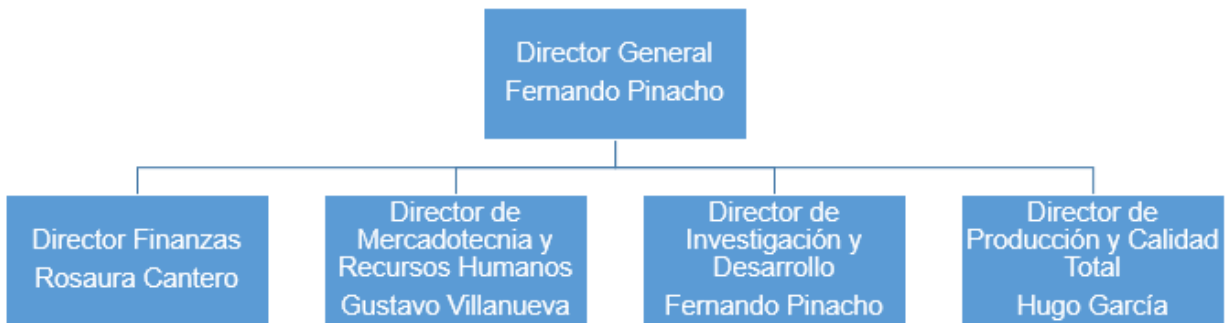 Director General
Fernando Pinacho
Director Finanzas
Rosaura Cantero
Director de
Mercadotecnia y
Recursos Humanos
Gustavo Villanueva
Director de
Investigación y
Desarrollo
Fernando Pinacho
Director de
Producción y Calidad
Total
Hugo García